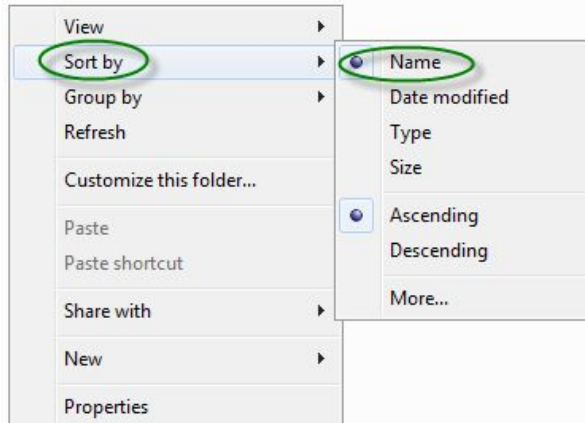 View
Sort by
Group by
Refresh
Customize this folder...
Paste
Paste shortcut
Share with
New
Properties
Name
Date modified
Type
Size
Ascending
Descending
More...